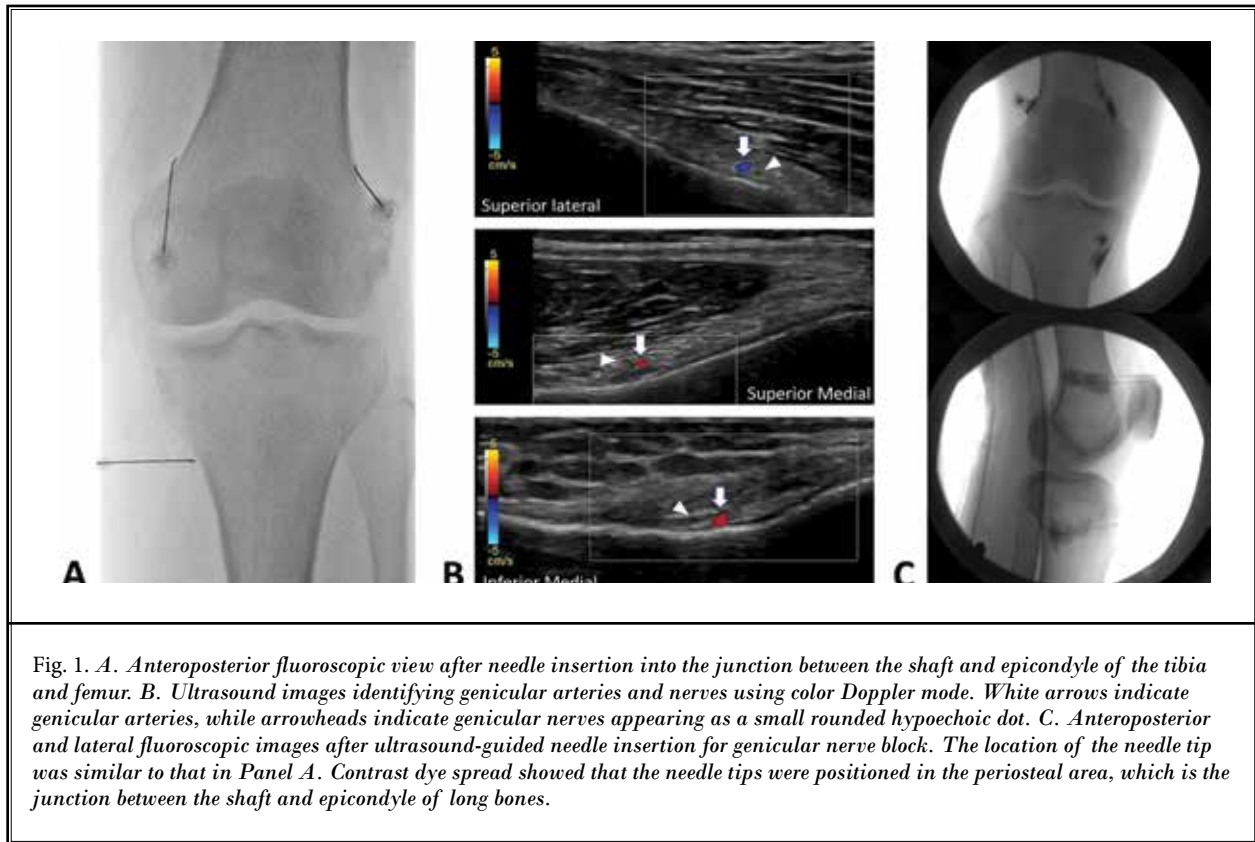 5
-5
cm/s
Superior lateral
5
-5
cm/s
Superior Medial
5
-5
cm/s
Inferior Medial
A
B
C
Fig. 1. A. Anteroposterior fluoroscopic view after needle insertion into the junction between the shaft and epicondyle of the tibia
and femur. B. Ultrasound images identifying genicular arteries and nerves using color Doppler mode. White arrows indicate
genicular arteries, while arrowheads indicate genicular nerves appearing as a small rounded hypoechoic dot. C. Anteroposterior
and lateral fluoroscopic images after ultrasound-guided needle insertion for genicular nerve block. The location of the needle tip
was similar to that in Panel A. Contrast dye spread showed that the needle tips were positioned in the periosteal area, which is the
junction between the shaft and epicondyle of long bones.